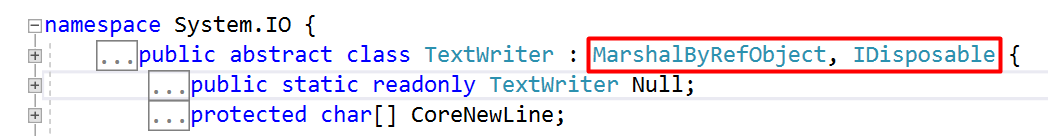 namespace System.IO {
...public abstract class TextWriter : MarshalByRefObject, IDisposable {
...public static readonly TextWriter Null;
...protected char[] CoreNewLine;